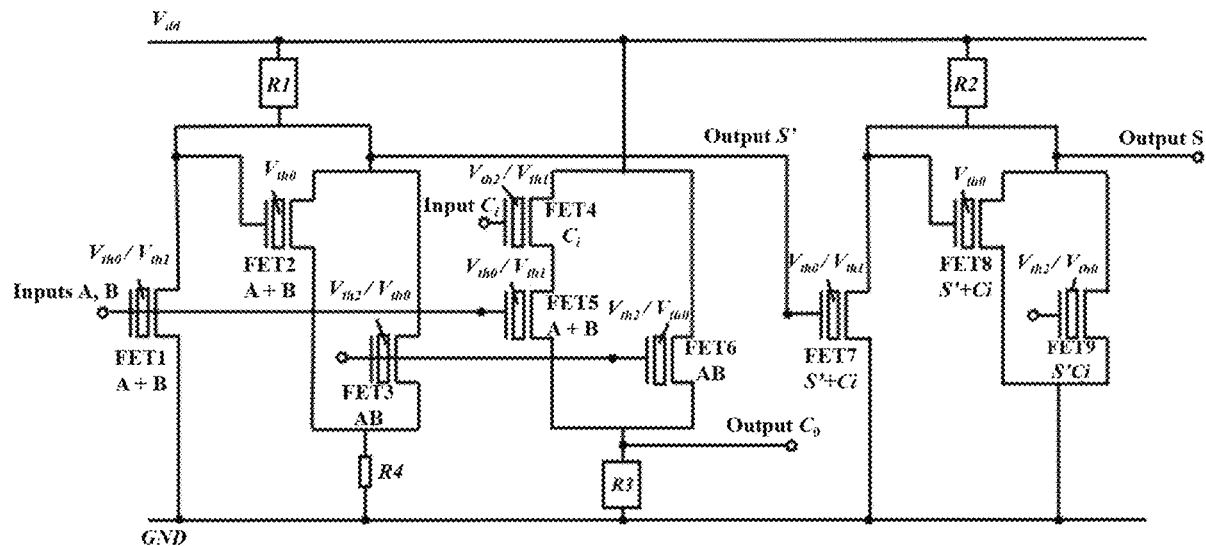 Vdd
R1
R2
Output S'
Output S
Vth0
Vth2 / Vth1
Vth0
Input Ci
FET4
Ci
Vth0 / Vth1
FET2
A + B
Vth0 / Vth1
Vth0 / Vth1
FET8
S'+Ci
Vth2 / Vth0
Inputs A, B
Vth2 / Vth0
FET5
A + B
Vth2 / Vth0
FET1
A + B
FET3
AB
FET6
AB
FET7
S'+Ci
FET9
S'Ci
Output C0
R4
R3
GND